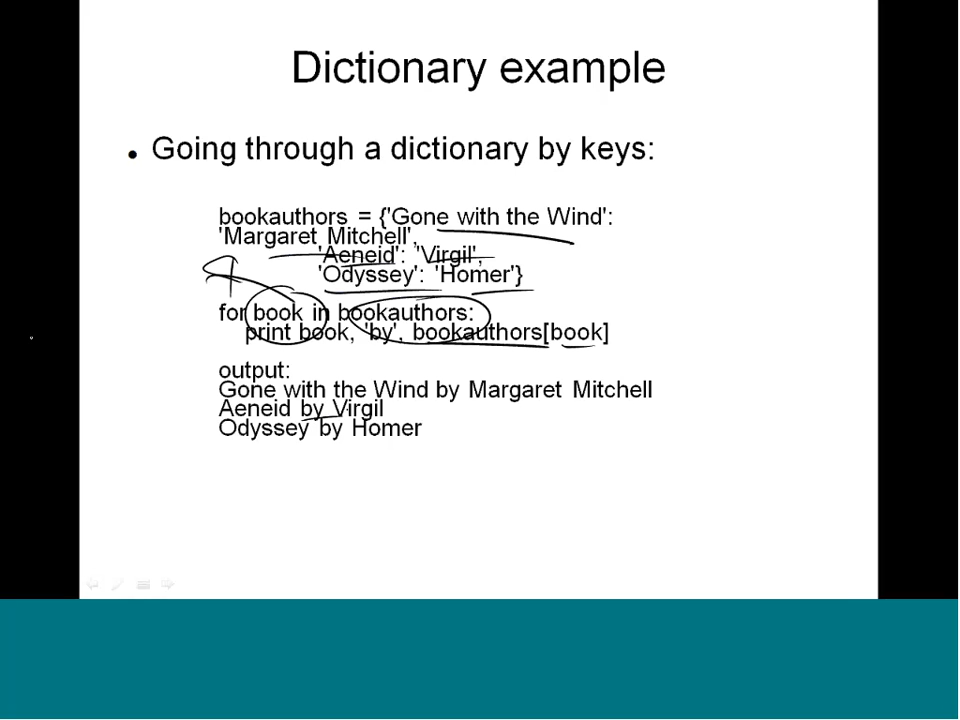 Dictionary example
• Going through a dictionary by keys:
bookauthors = {'Gone with the Wind':
'Margaret Mitchell',
'Aeneid': 'Virgil',
'Odyssey': 'Homer'}
for book in bookauthors:
print book, 'by', bookauthors[book]
output:
Gone with the Wind by Margaret Mitchell
Aeneid by Virgil
Odyssey by Homer